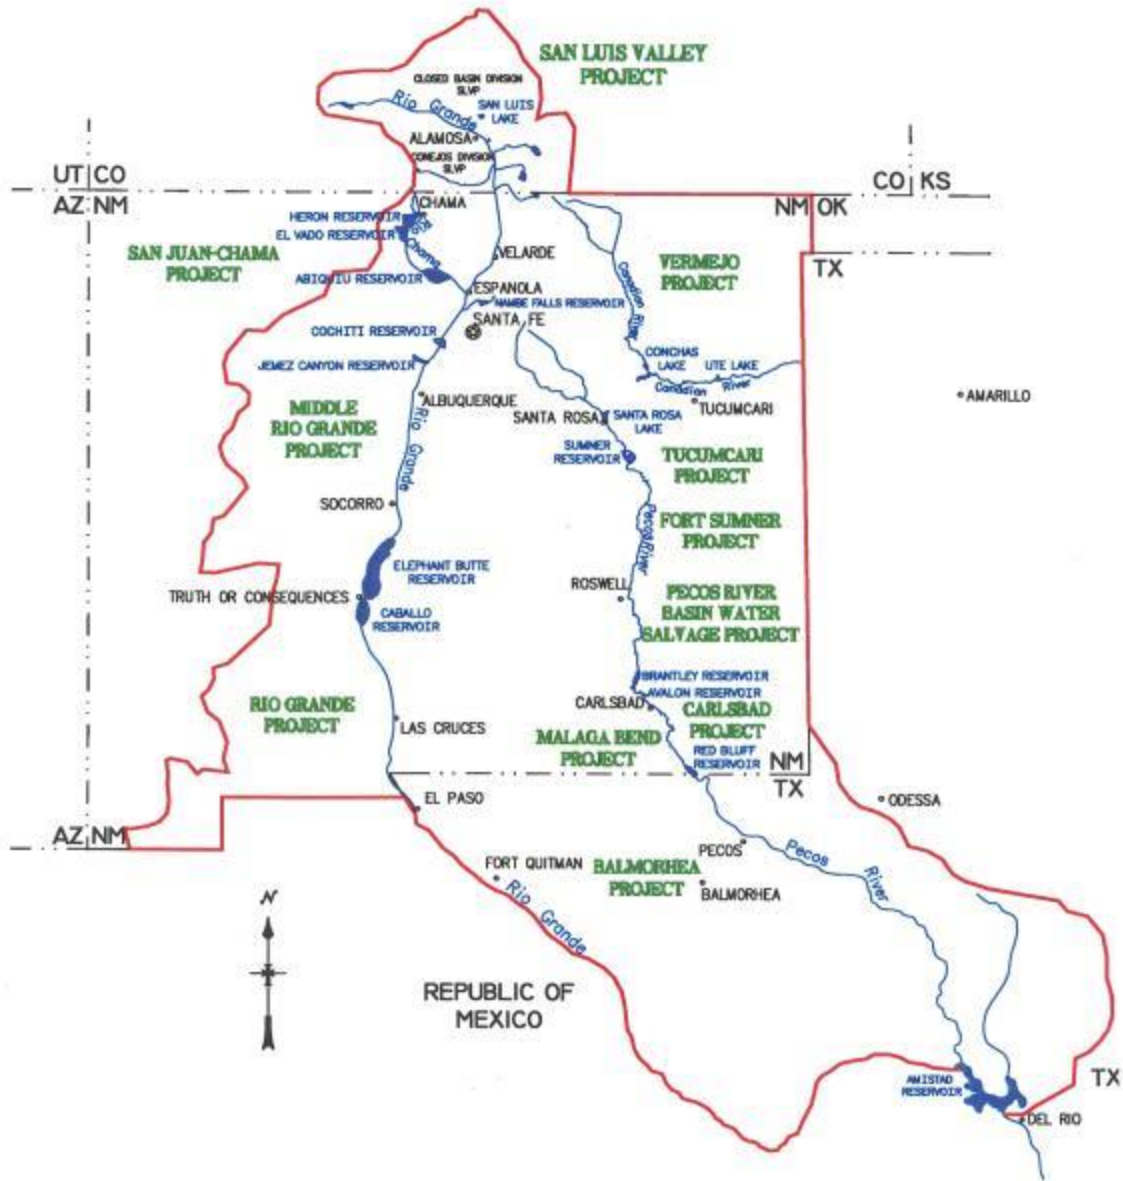 SAN LUIS VALLEY
PROJECT
CLOSED BASIN DIVISION
SLVP
Rio Grande
SAN LUIS
LAKE
ALAMOSA
CONEJOS DIVISION
SLVP
UT CO
CO KS
AZ NM
CHAMA
NM OK
HERON RESERVOIR
Rio Chama
EL VADO RESERVOIR
SAN JUAN-CHAMA
PROJECT
VELARDE
VERMEJO
PROJECT
TX
ABIQUIU RESERVOIR
ESPANOLA
NAMBE FALLS RESERVOIR
Canadian River
SANTA FE
COCHITI RESERVOIR
JEMEZ CANYON RESERVOIR
CONCHAS
LAKE
UTE LAKE
Canadian River
ALBUQUERQUE
TUCUMCARI
AMARILLO
MIDDLE
RIO GRANDE
PROJECT
Rio Grande
SANTA ROSA
SANTA ROSA
LAKE
SUMNER
RESERVOIR
TUCUMCARI
PROJECT
SOCORRO
Pecos River
FORT SUMNER
PROJECT
ELEPHANT BUTTE
RESERVOIR
TRUTH OR CONSEQUENCES
CABALLO
RESERVOIR
ROSWELL
PECOS RIVER
BASIN WATER
SALVAGE PROJECT
BRANTLEY RESERVOIR
AVALON RESERVOIR
CARLSBAD
CARLSBAD
PROJECT
RIO GRANDE
PROJECT
LAS CRUCES
MALAGA BEND
PROJECT
RED BLUFF
RESERVOIR
NM
TX
EL PASO
ODESSA
AZ NM
PECOS
Pecos River
FORT QUITMAN
BALMORHEA
PROJECT
BALMORHEA
Rio Grande
N
REPUBLIC OF
MEXICO
AMISTAD
RESERVOIR
TX
DEL RIO